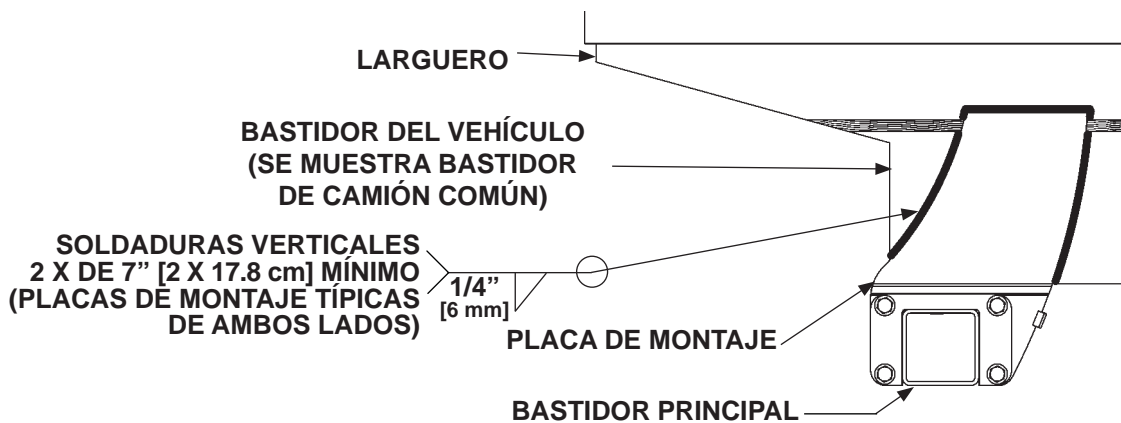 LARGUERO
BASTIDOR DEL VEHÍCULO
(SE MUESTRA BASTIDOR
DE CAMIÓN COMÚN)
SOLDADURAS VERTICALES
2 X DE 7” [2 X 17.8 cm] MÍNIMO
(PLACAS DE MONTAJE TÍPICAS
DE AMBOS LADOS)
1/4”
[6 mm]
PLACA DE MONTAJE
BASTIDOR PRINCIPAL